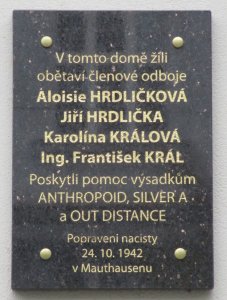 V tomto domě žili
obětaví členové odboje
Aloisie HRDLIČKOVÁ
Jiří HRDLIČKA
Karolína KRÁLOVÁ
Ing. František KRÁL
Poskytli pomoc výsadkům
ANTHROPOID, SILVER A
a OUT DISTANCE
Popraveni nacisty
24. 10. 1942
v Mauthausenu